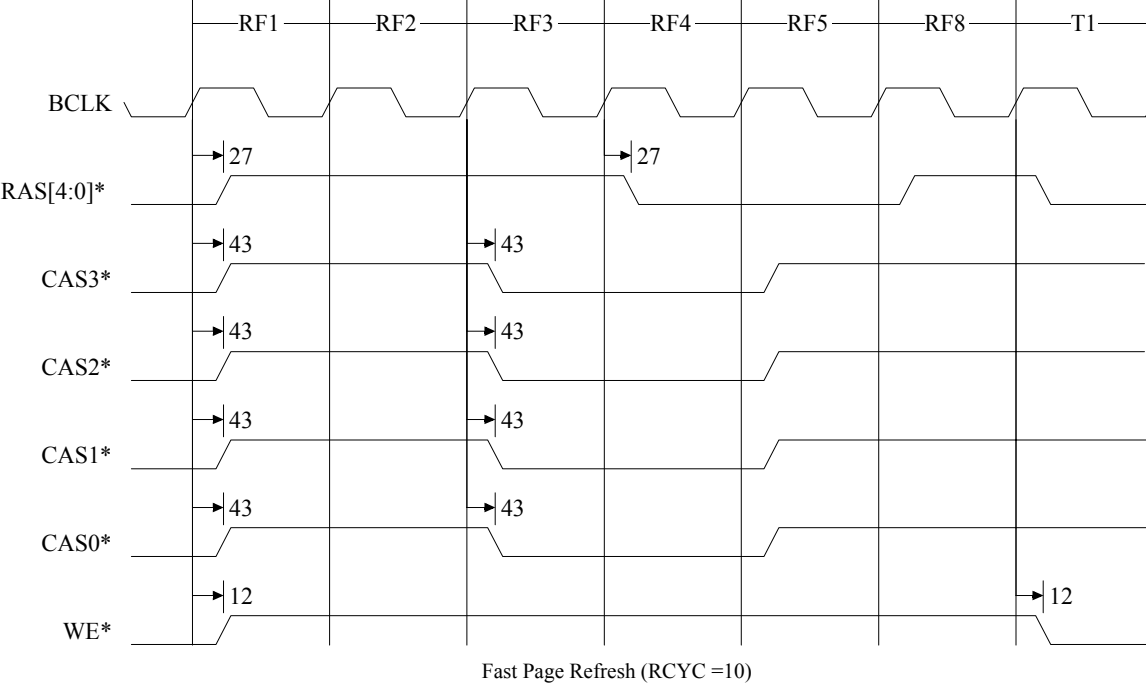 RF1 RF2 RF3 RF4 RF5 RF8 T1
BCLK
27 27
RAS[4:0]*
43 43
CAS3*
43 43
CAS2*
43 43
CAS1*
43 43
CAS0*
12 12
WE*
Fast Page Refresh (RCYC =10)